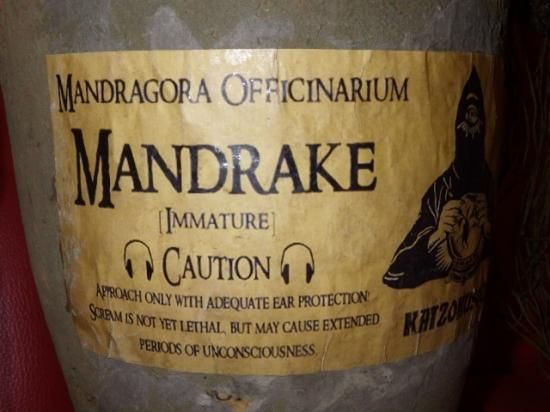 Mandragora Officinarium
Mandrake
[Immature]
Caution
Approach only with adequate ear protection!
Scream is not yet lethal, but may cause extended
periods of unconsciousness.